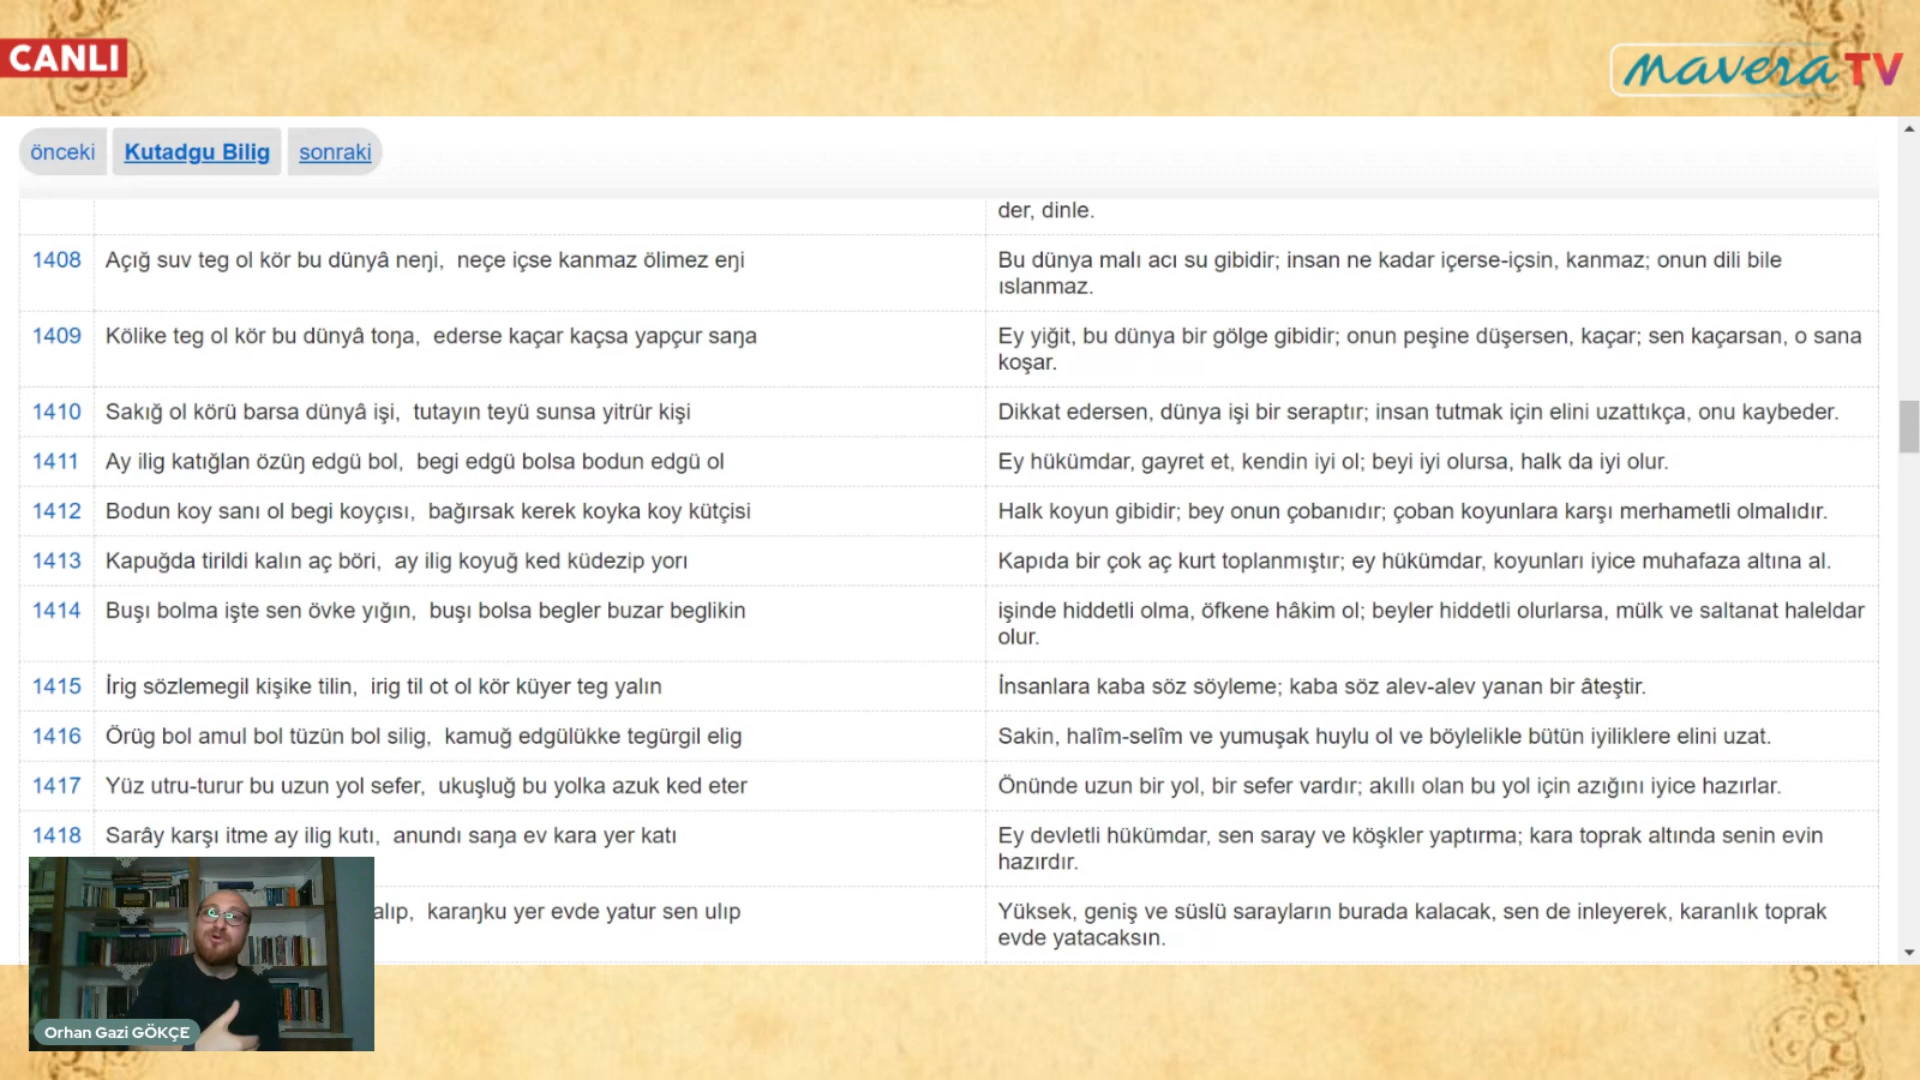 CANLI
mavera TV
önceki Kutadgu Bilig sonraki
der, dinle.
1408 Açığ suv teg ol kör bu dünyâ neŋi, neçe içse kanmaz ölimez eŋi
Bu dünya malı acı su gibidir; insan ne kadar içerse-içsin, kanmaz; onun dili bile
ıslanmaz.
1409 Kölike teg ol kör bu dünyâ toŋa, ederse kaçar kaçsa yapçur saŋa
Ey yiğit, bu dünya bir gölge gibidir; onun peşine düşersen, kaçar; sen kaçarsan, o sana
koşar.
1410 Sakığ ol körü barsa dünyâ işi, tutayın teyü sunsa yitrür kişi
Dikkat edersen, dünya işi bir seraptır; insan tutmak için elini uzattıkça, onu kaybeder.
1411 Ay ilig katığlan özüŋ edgü bol, begi edgü bolsa bodun edgü ol
Ey hükümdar, gayret et, kendin iyi ol; beyi iyi olursa, halk da iyi olur.
1412 Bodun koy sanı ol begi koyçısı, bağırsak kerek koyka koy kütçisi
Halk koyun gibidir; bey onun çobanıdır; çoban koyunlara karşı merhametli olmalıdır.
1413 Kapuğda tirildi kalın aç böri, ay ilig koyuğ ked küdezip yorı
Kapıda bir çok aç kurt toplanmıştır; ey hükümdar, koyunları iyice muhafaza altına al.
1414 Buşı bolma işte sen övke yığın, buşı bolsa begler buzar beglikin
işinde hiddetli olma, öfkene hâkim ol; beyler hiddetli olurlarsa, mülk ve saltanat haleldar
olur.
1415 İrig sözlemegil kişike tilin, irig til ot ol kör küyer teg yalın
İnsanlara kaba söz söyleme; kaba söz alev-alev yanan bir âteştir.
1416 Örüg bol amul bol tüzün bol silig, kamuğ edgülükke tegürgil elig
Sakin, halîm-selîm ve yumuşak huylu ol ve böylelikle bütün iyiliklere elini uzat.
1417 Yüz utru-turur bu uzun yol sefer, ukuşluğ bu yolka azuk ked eter
Önünde uzun bir yol, bir sefer vardır; akıllı olan bu yol için azığını iyice hazırlar.
1418 Sarây karşı itme ay ilig kutı, anundı saŋa ev kara yer katı
Ey devletli hükümdar, sen saray ve köşkler yaptırma; kara toprak altında senin evin
hazırdır.
alıp, karaŋku yer evde yatur sen ulıp
Yüksek, geniş ve süslü sarayların burada kalacak, sen de inleyerek, karanlık toprak
evde yatacaksın.
Orhan Gazi GÖKÇE